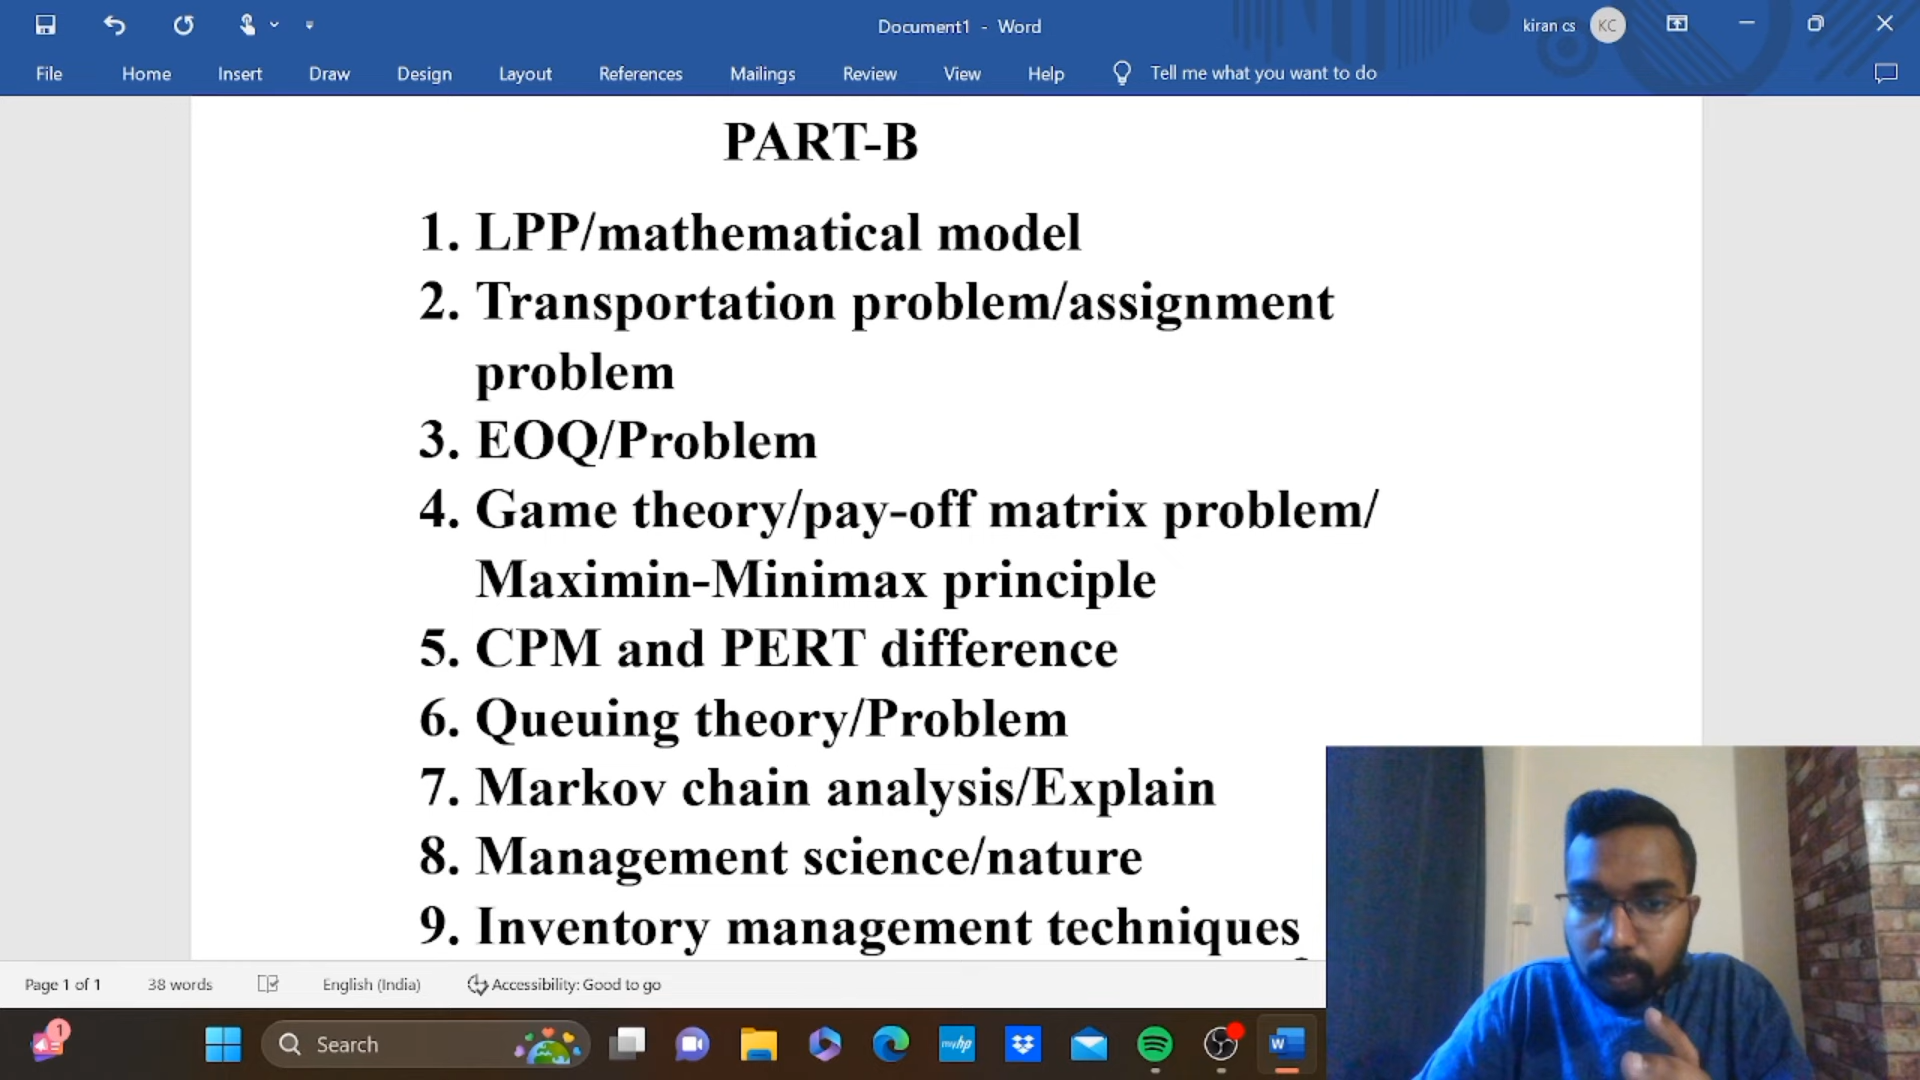 Document1 - Word
kiran cs KC
File Home Insert Draw Design Layout References Mailings Review View Help Tell me what you want to do
PART-B
1. LPP/mathematical model
2. Transportation problem/assignment
problem
3. EOQ/Problem
4. Game theory/pay-off matrix problem/
Maximin-Minimax principle
5. CPM and PERT difference
6. Queuing theory/Problem
7. Markov chain analysis/Explain
8. Management science/nature
9. Inventory management techniques
Page 1 of 1 38 words English (India) Accessibility: Good to go
1 Search myhp W